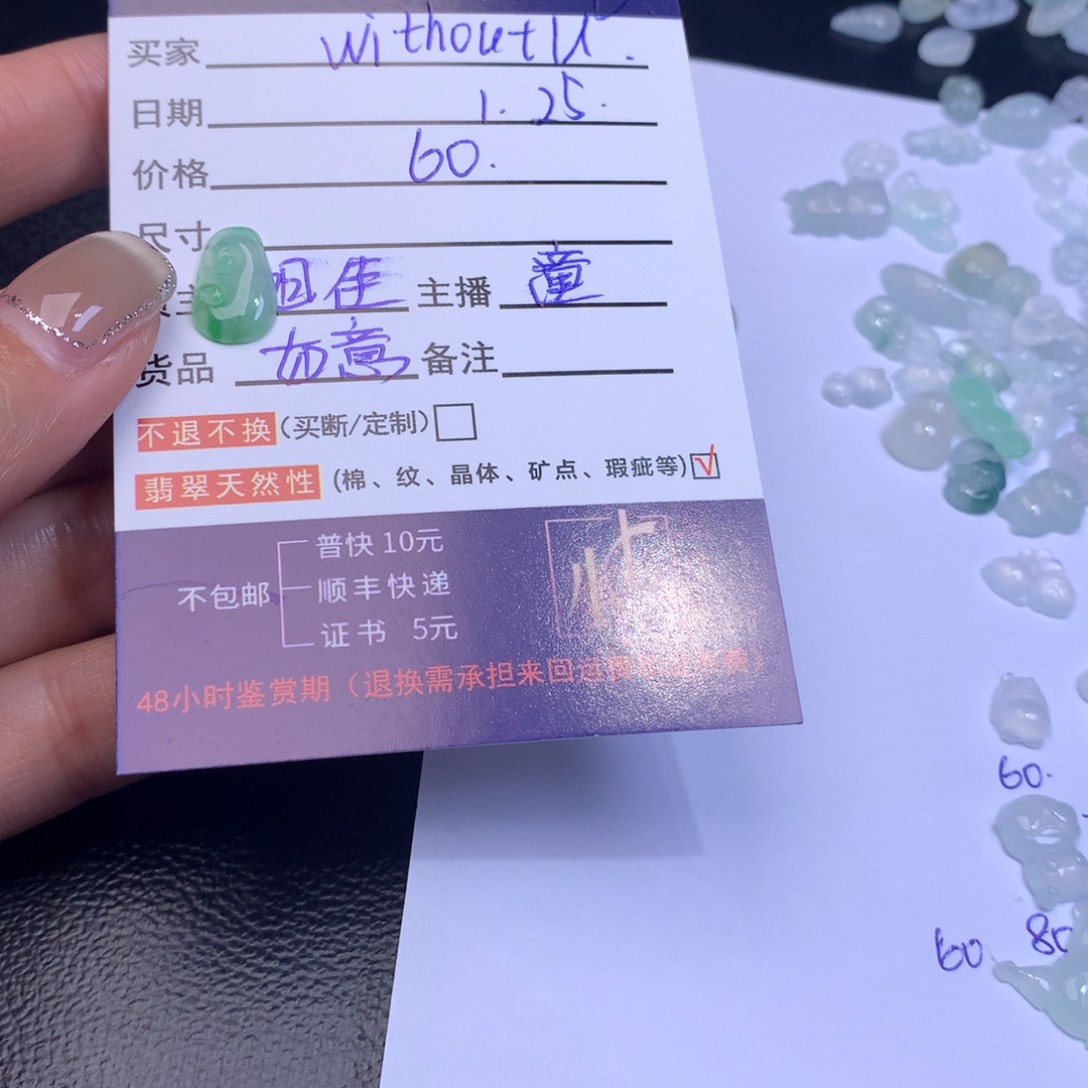 买家 without U.
日期 1.25.
价格 60.
尺寸
主 佳 主播 童
货品 如意 备注
不退不换(买断/定制)
翡翠天然性 (棉、纹、晶体、矿点、瑕疵等) √
普快 10元
不包邮 顺丰快递
证书 5元
48小时鉴赏期（退换需承担来回运费
60.
60 80